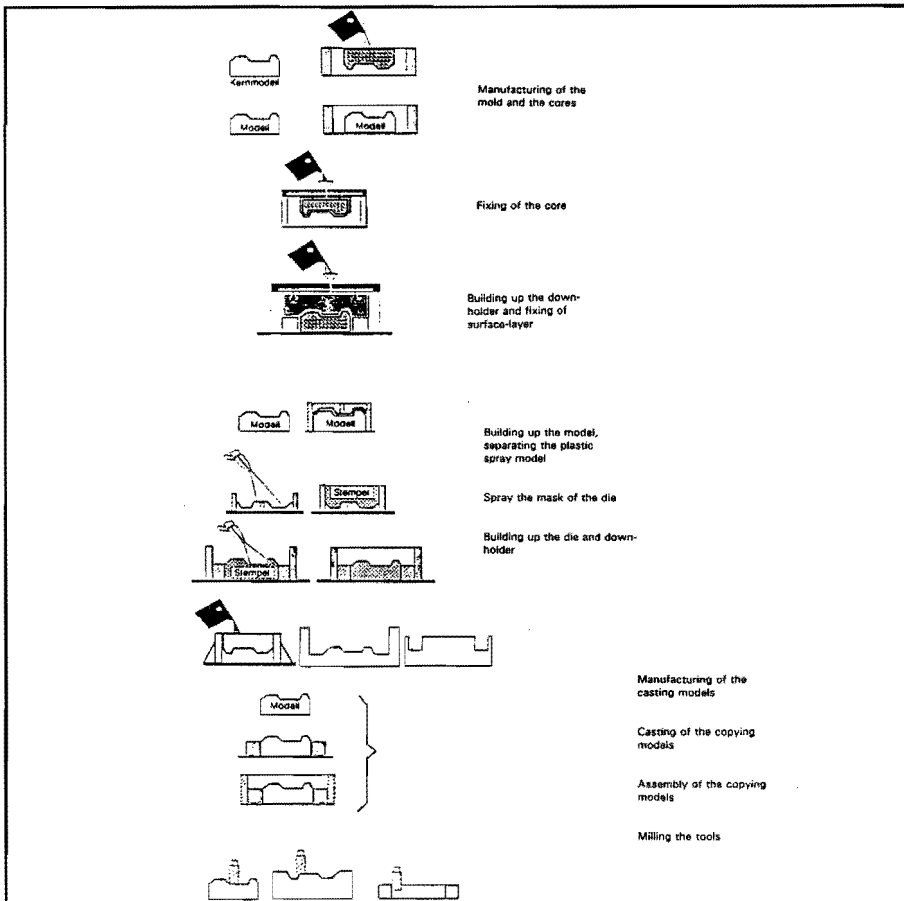 Kernmodell
Modell
Modell
Manufacturing of the
mold and the cores
Fixing of the core
Building up the down-
holder and fixing of
surface-layer
Modell
Modell
Building up the model,
separating the plastic
spray model
Stempel
Spray the mask of the die
Stempel
Building up the die and down-
holder
Manufacturing of the
casting models
Modell
Casting of the copying
models
Assembly of the copying
models
Milling the tools